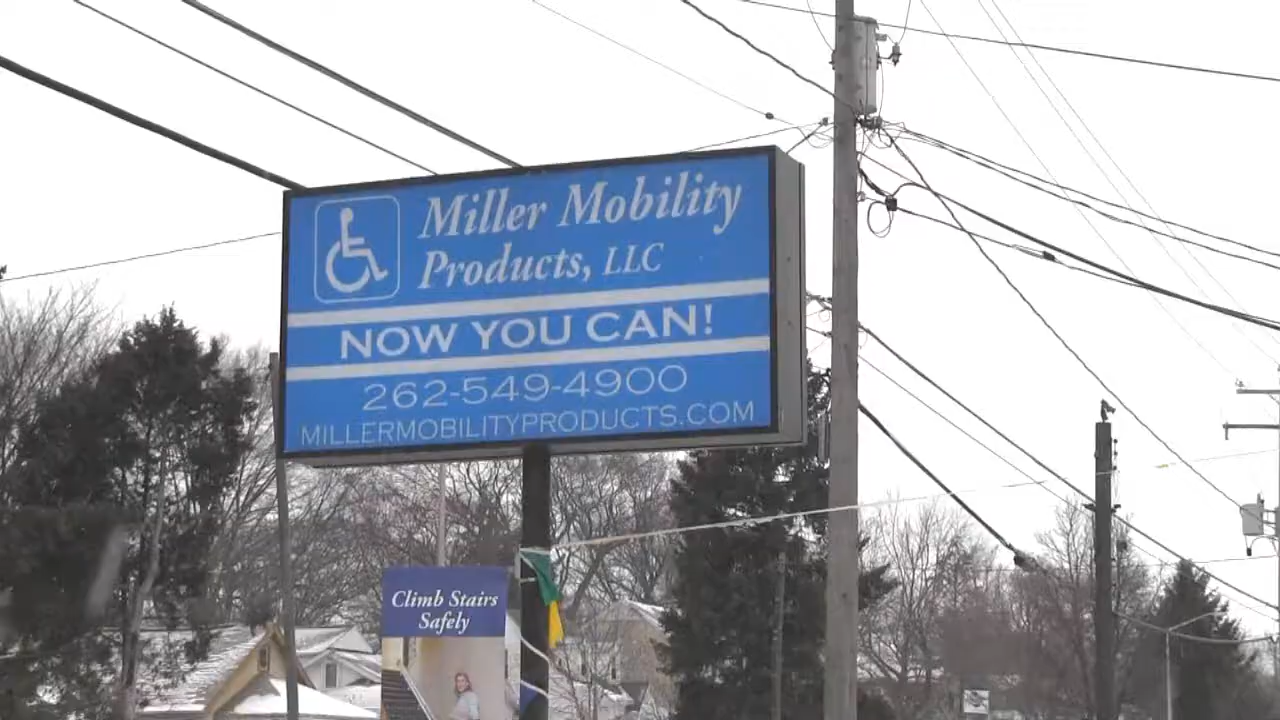 Miller Mobility
Products, LLC
NOW YOU CAN!
262-549-4900
MILLERMOBILITYPRODUCTS.COM
Climb Stairs
Safely